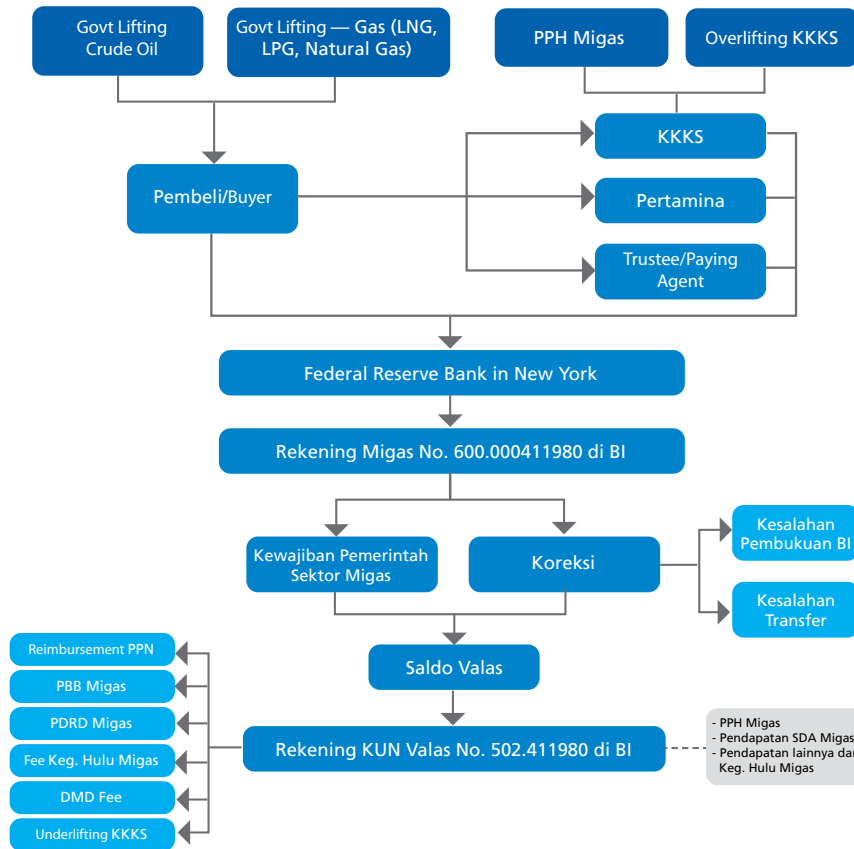 Govt Lifting
Crude Oil
Govt Lifting — Gas (LNG,
LPG, Natural Gas)
PPH Migas
Overlifting KKKS
KKKS
Pembeli/Buyer
Pertamina
Trustee/Paying
Agent
Federal Reserve Bank in New York
Rekening Migas No. 600.000411980 di BI
Kewajiban Pemerintah
Sektor Migas
Koreksi
Kesalahan
Pembukuan BI
Kesalahan
Transfer
Saldo Valas
Reimbursement PPN
PBB Migas
PDRD Migas
Fee Keg. Hulu Migas
DMD Fee
Underlifting KKKS
Rekening KUN Valas No. 502.411980 di BI
- PPH Migas
- Pendapatan SDA Migas
- Pendapatan lainnya dar
Keg. Hulu Migas